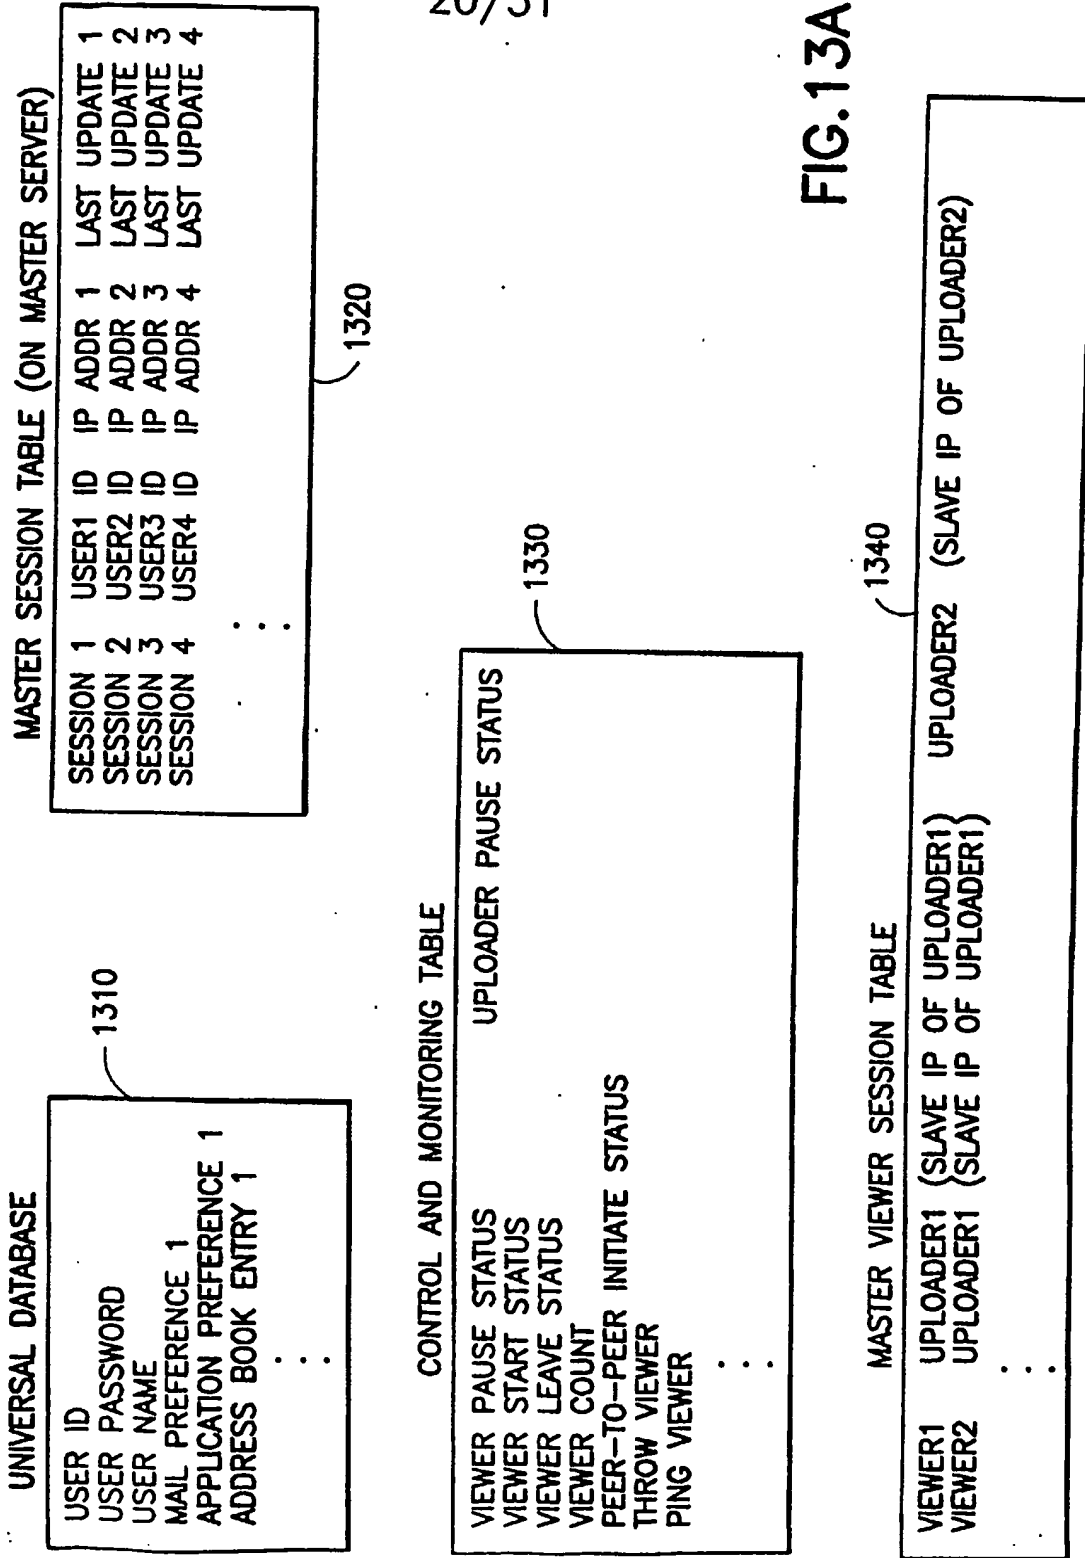 20/31
UNIVERSAL DATABASE
USER ID
USER PASSWORD
USER NAME
MAIL PREFERENCE 1
APPLICATION PREFERENCE 1
ADDRESS BOOK ENTRY 1
1310
MASTER SESSION TABLE (ON MASTER SERVER)
SESSION 1 USER1 ID IP ADDR 1 LAST UPDATE 1
SESSION 2 USER2 ID IP ADDR 2 LAST UPDATE 2
SESSION 3 USER3 ID IP ADDR 3 LAST UPDATE 3
SESSION 4 USER4 ID IP ADDR 4 LAST UPDATE 4
1320
CONTROL AND MONITORING TABLE
VIEWER PAUSE STATUS UPLOADER PAUSE STATUS
VIEWER START STATUS
VIEWER LEAVE STATUS
VIEWER COUNT
PEER-TO-PEER INITIATE STATUS
THROW VIEWER
PING VIEWER
1330
MASTER VIEWER SESSION TABLE
1340
VIEWER1 UPLOADER1 (SLAVE IP OF UPLOADER1) UPLOADER2 (SLAVE IP OF UPLOADER2)
VIEWER2 UPLOADER1 (SLAVE IP OF UPLOADER1)
FIG.13A